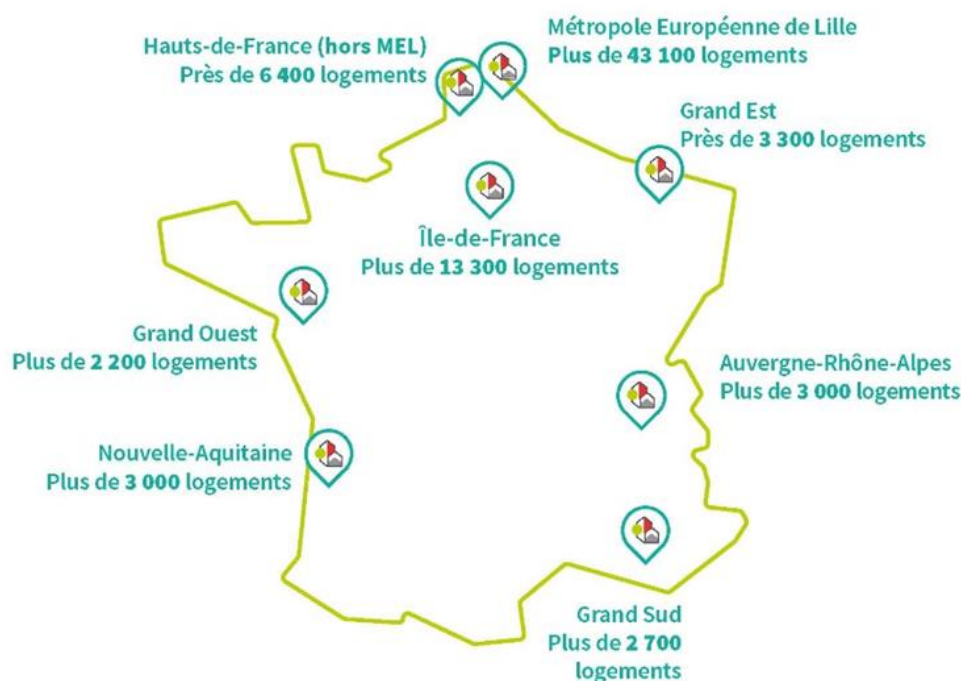 Hauts-de-France (hors MEL)
Près de 6 400 logements
Métropole Européenne de Lille
Plus de 43 100 logements
Grand Est
Près de 3 300 logements
Île-de-France
Plus de 13 300 logements
Grand Ouest
Plus de 2 200 logements
Auvergne-Rhône-Alpes
Plus de 3 000 logements
Nouvelle-Aquitaine
Plus de 3 000 logements
Grand Sud
Plus de 2 700
logements